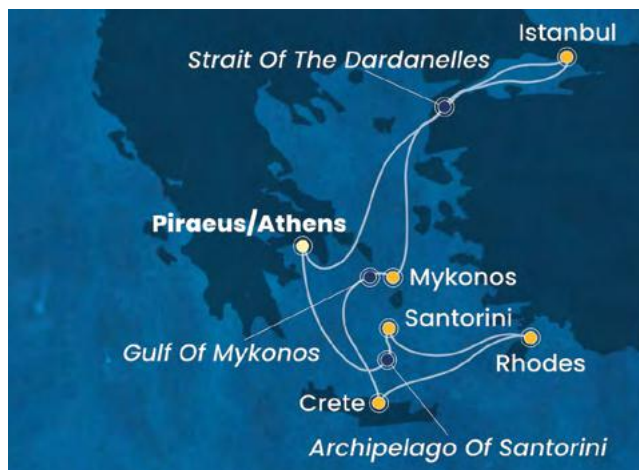 Istanbul
Strait Of The Dardanelles
Piraeus/Athens
Mykonos
Santorini
Gulf Of Mykonos
Rhodes
Crete
Archipelago Of Santorini